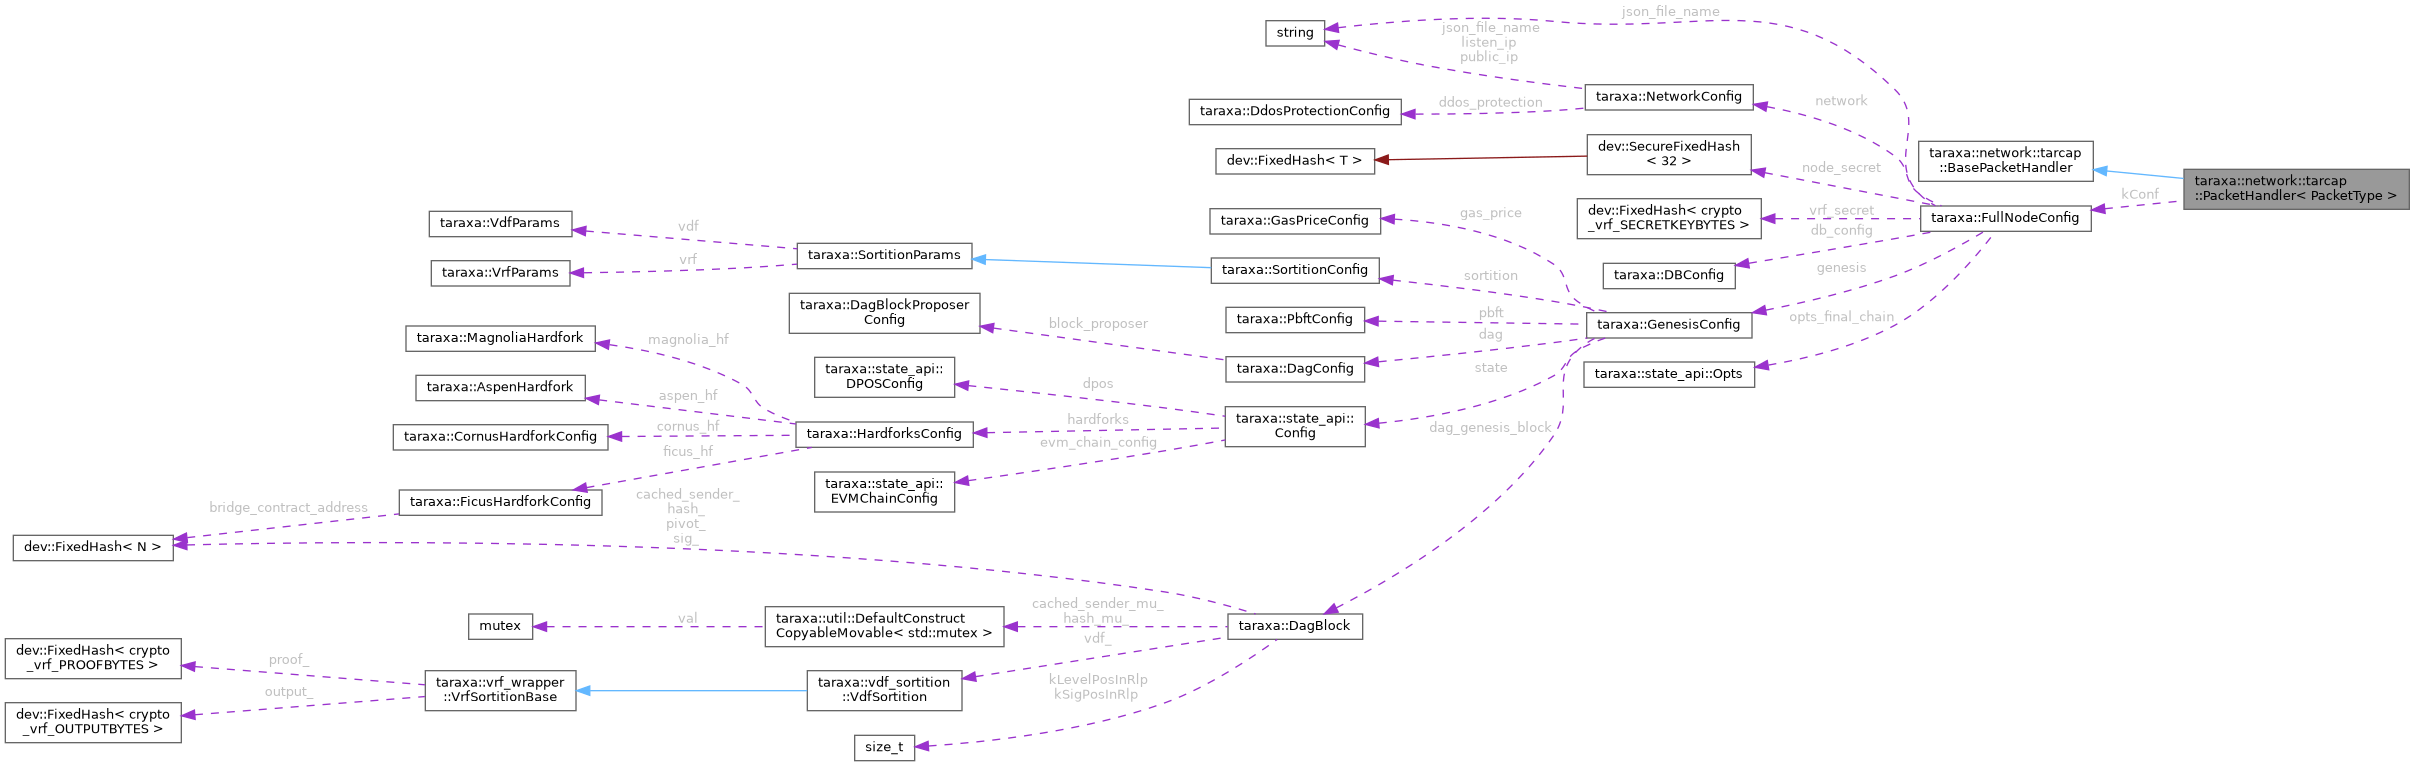 json_file_name
string
json_file_name
listen_ip
public_ip
taraxa::NetworkConfig
network
taraxa::DdosProtectionConfig
ddos_protection
dev::SecureFixedHash
< 32 >
dev::FixedHash< T >
taraxa::network::tarcap
::BasePacketHandler
node_secret
taraxa::network::tarcap
::PacketHandler< PacketType >
kConf
taraxa::VdfParams
vdf
taraxa::GasPriceConfig
gas_price
dev::FixedHash< crypto
_vrf_SECRETKEYBYTES >
vrf_secret
taraxa::FullNodeConfig
db_config
taraxa::VrfParams
vrf
taraxa::SortitionParams
taraxa::SortitionConfig
sortition
taraxa::DBConfig
genesis
taraxa::DagBlockProposer
Config
block_proposer
taraxa::PbftConfig
pbft
taraxa::GenesisConfig
opts_final_chain
taraxa::MagnoliaHardfork
magnolia_hf
dag
taraxa::state_api::
DPOSConfig
dpos
taraxa::DagConfig
state
taraxa::state_api::Opts
taraxa::AspenHardfork
aspen_hf
taraxa::CornusHardforkConfig
cornus_hf
taraxa::HardforksConfig
hardforks
taraxa::state_api::
Config
dag_genesis_block
ficus_hf
evm_chain_config
taraxa::state_api::
EVMChainConfig
taraxa::FicusHardforkConfig
bridge_contract_address
cached_sender_
hash_
pivot_
sig_
dev::FixedHash< N >
mutex
val
taraxa::util::DefaultConstruct
CopyableMovable< std::mutex >
cached_sender_mu_
hash_mu_
taraxa::DagBlock
vdf_
dev::FixedHash< crypto
_vrf_PROOFBYTES >
proof_
output_
taraxa::vrf_wrapper
::VrfSortitionBase
taraxa::vdf_sortition
::VdfSortition
kLevelPosInRlp
kSigPosInRlp
dev::FixedHash< crypto
_vrf_OUTPUTBYTES >
size_t